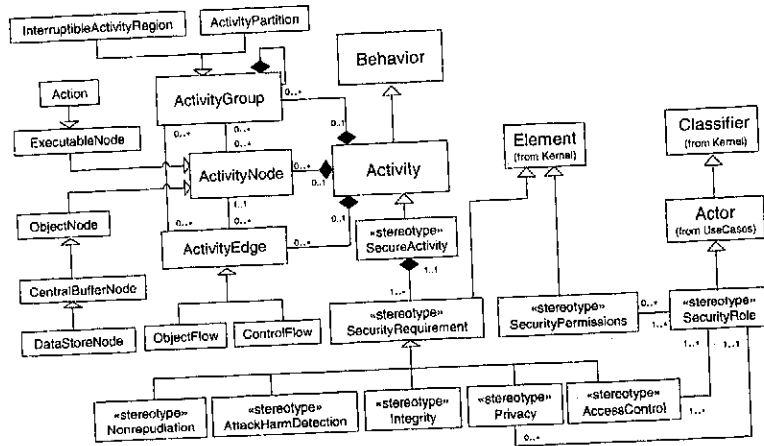 InterruptibleActivityRegion
ActivityPartition
Behavior
Action
ActivityGroup
0..*
0..1
0..*
0..*
0..*
Element
(from Kernel)
Classifier
(from Kernel)
ExecutableNode
0..*
ActivityNode
0..*
0..1
Activity
1..1
0..1
Actor
(from UseCases)
ObjectNode
0..*
0..*
ActivityEdge
0..*
«stereotype»
SecureActivity
1..1
CentralBufferNode
1..*
«stereotype»
SecurityRequirement
«stereotype»
SecurityPermissions
0..*
1..*
«stereotype»
SecurityRole
DataStoreNode
ObjectFlow
ControlFlow
1..1
1..1
«stereotype»
Nonrepudiation
«stereotype»
AttackHarmDetection
«stereotype»
Integrity
«stereotype»
Privacy
«stereotype»
AccessControl
0..*
0..*